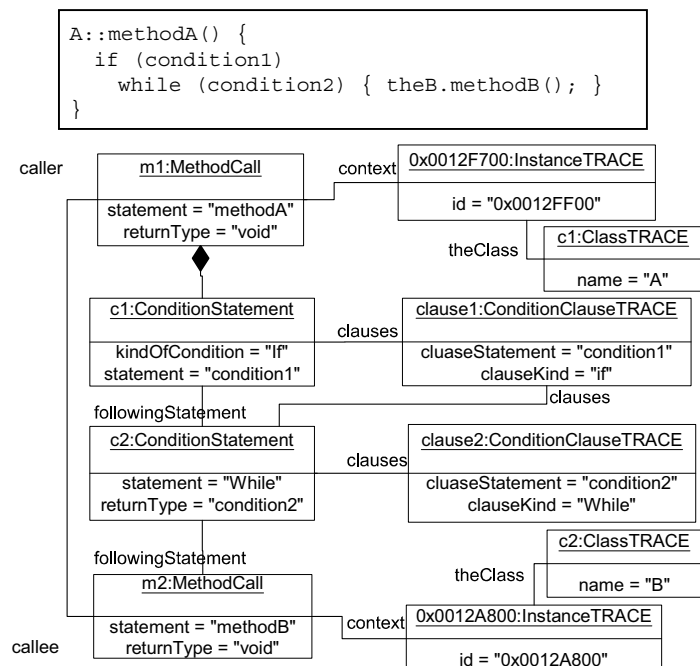 A::methodA() {
if (condition1)
while (condition2) { theB.methodB(); }
}
caller
m1:MethodCall
statement = "methodA"
returnType = "void"
context
0x0012F700:InstanceTRACE
id = "0x0012FF00"
theClass
c1:ClassTRACE
name = "A"
c1:ConditionStatement
kindOfCondition = "If"
statement = "condition1"
clauses
clause1:ConditionClauseTRACE
cluaseStatement = "condition1"
clauseKind = "if"
clauses
followingStatement
c2:ConditionStatement
statement = "While"
returnType = "condition2"
clauses
clause2:ConditionClauseTRACE
cluaseStatement = "condition2"
clauseKind = "While"
followingStatement
c2:ClassTRACE
name = "B"
theClass
m2:MethodCall
statement = "methodB"
returnType = "void"
context
0x0012A800:InstanceTRACE
id = "0x0012A800"
callee